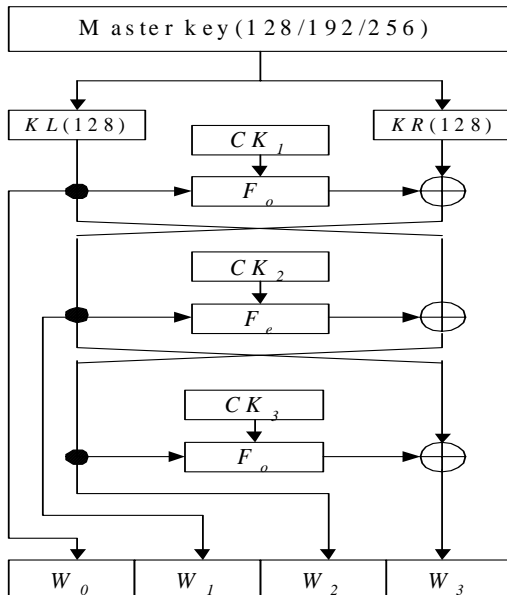 Master key(128/192/256)
KL(128)
KR(128)
CK₁
Fₒ
CK₂
Fₑ
CK₃
Fₒ
W₀ W₁ W₂ W₃